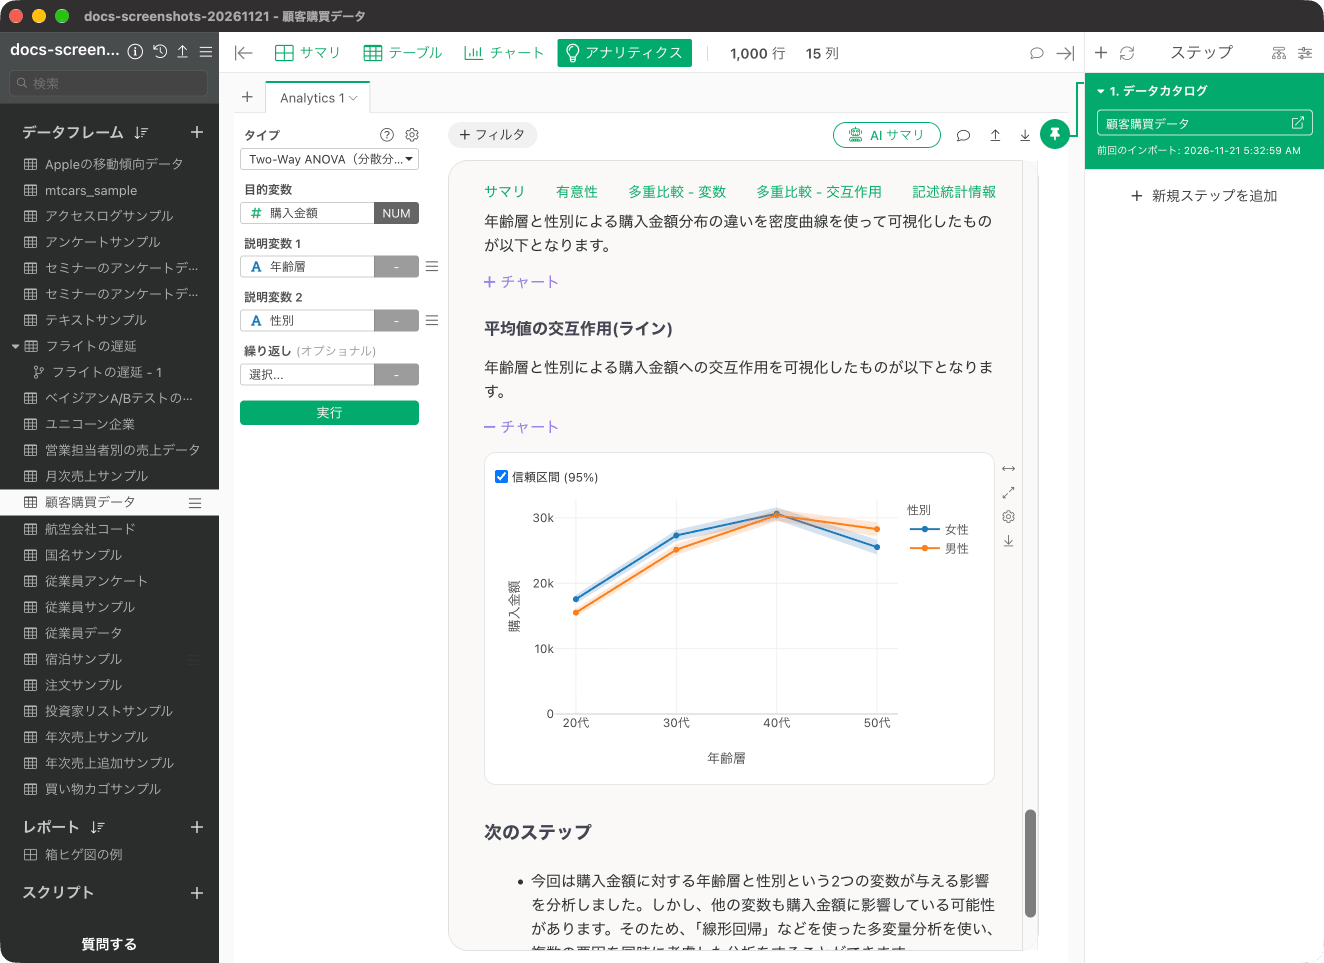 docs-screenshots-20261121 - 顧客購買データ
docs-screen...
検索
データフレーム
Appleの移動傾向データ
mtcars_sample
アクセスログサンプル
アンケートサンプル
セミナーのアンケートデ…
セミナーのアンケートデ…
テキストサンプル
フライトの遅延
フライトの遅延 - 1
ベイジアンA/Bテストの…
ユニコーン企業
営業担当者別の売上データ
月次売上サンプル
顧客購買データ
航空会社コード
国名サンプル
従業員アンケート
従業員サンプル
従業員データ
宿泊サンプル
注文サンプル
投資家リストサンプル
年次売上サンプル
年次売上追加サンプル
買い物カゴサンプル
レポート
箱ヒゲ図の例
スクリプト
質問する
サマリ
テーブル
チャート
アナリティクス
1,000 行
15 列
Analytics 1
タイプ
Two-Way ANOVA（分散分...
目的変数
# 購入金額 NUM
説明変数 1
A 年齢層 -
説明変数 2
A 性別 -
繰り返し (オプショナル)
選択... -
実行
+ フィルタ
AI サマリ
サマリ 有意性 多重比較 - 変数 多重比較 - 交互作用 記述統計情報
年齢層と性別による購入金額分布の違いを密度曲線を使って可視化したもの
が以下となります。
+ チャート
平均値の交互作用(ライン)
年齢層と性別による購入金額への交互作用を可視化したものが以下となりま
す。
− チャート
信頼区間 (95%)
30k
20k
10k
0
購入金額
20代 30代 40代 50代
年齢層
性別
女性
男性
次のステップ
• 今回は購入金額に対する年齢層と性別という2つの変数が与える影響
を分析しました。しかし、他の変数も購入金額に影響している可能性
があります。そのため、「線形回帰」などを使った多変量分析を使い、
複数の要因を同時に考慮した分析をすることができます。
ステップ
1. データカタログ
顧客購買データ
前回のインポート: 2026-11-21 5:32:59 AM
+ 新規ステップを追加